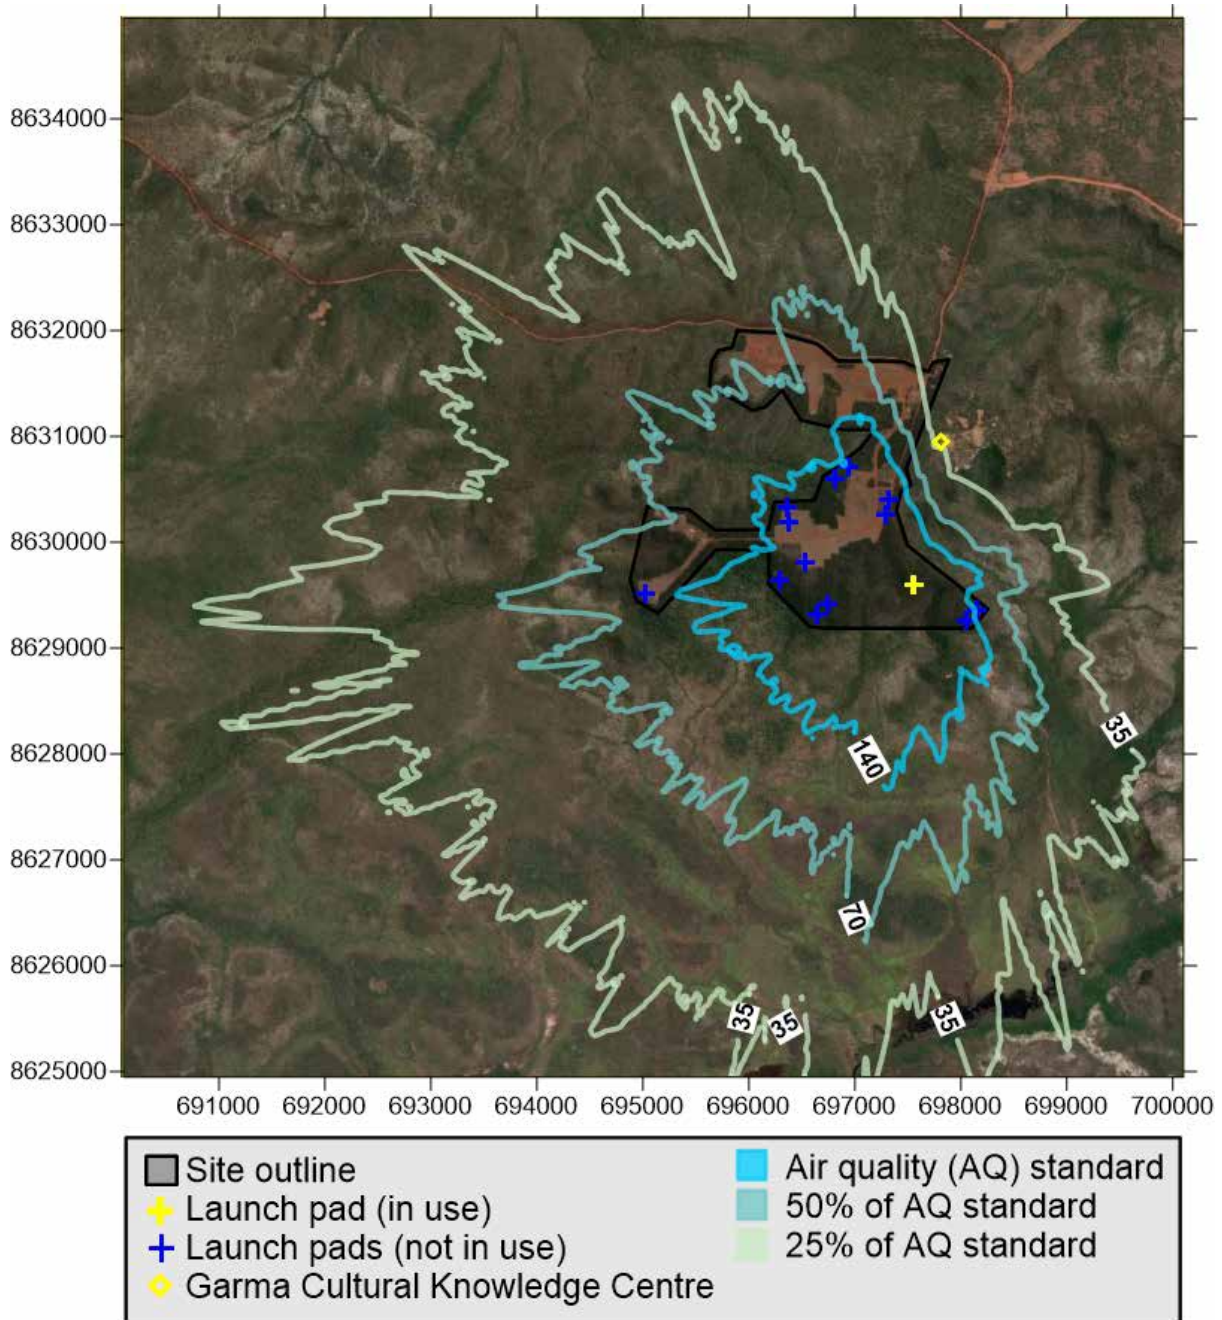 8634000
8633000
8632000
8631000
8630000
8629000
8628000
8627000
8626000
8625000
35
140
70
35
35
35
691000 692000 693000 694000 695000 696000 697000 698000 699000 700000
Site outline
Launch pad (in use)
Launch pads (not in use)
Garma Cultural Knowledge Centre
Air quality (AQ) standard
50% of AQ standard
25% of AQ standard